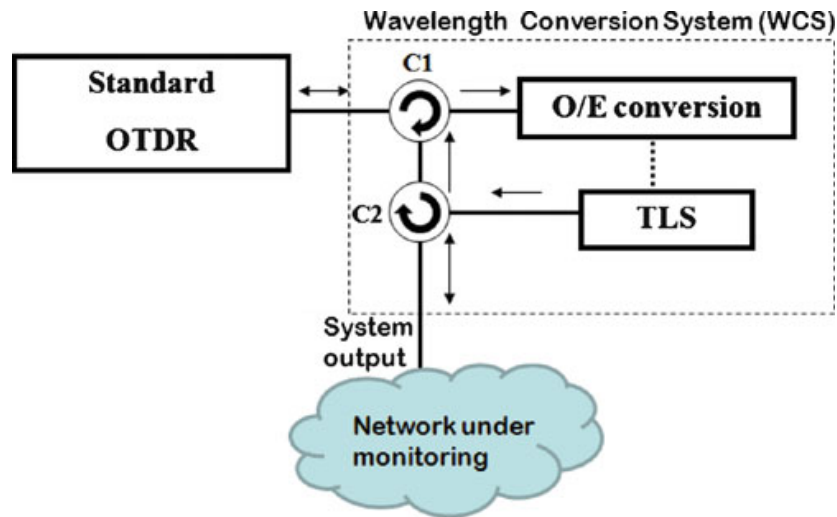 Wavelength Conversion System (WCS)
Standard
OTDR
C1
O/E conversion
C2
TLS
System
output
Network under
monitoring